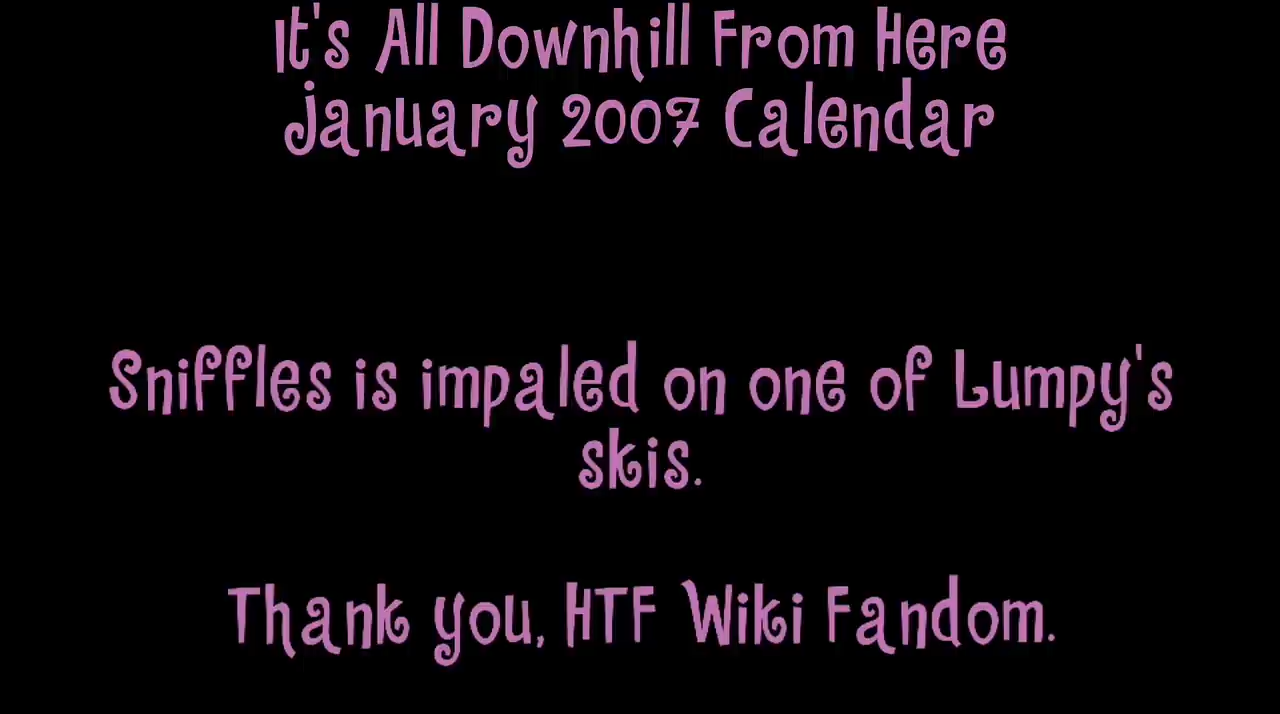 It's All Downhill From Here
January 2007 Calendar
Sniffles is impaled on one of Lumpy's
skis.
Thank you, HTF Wiki Fandom.